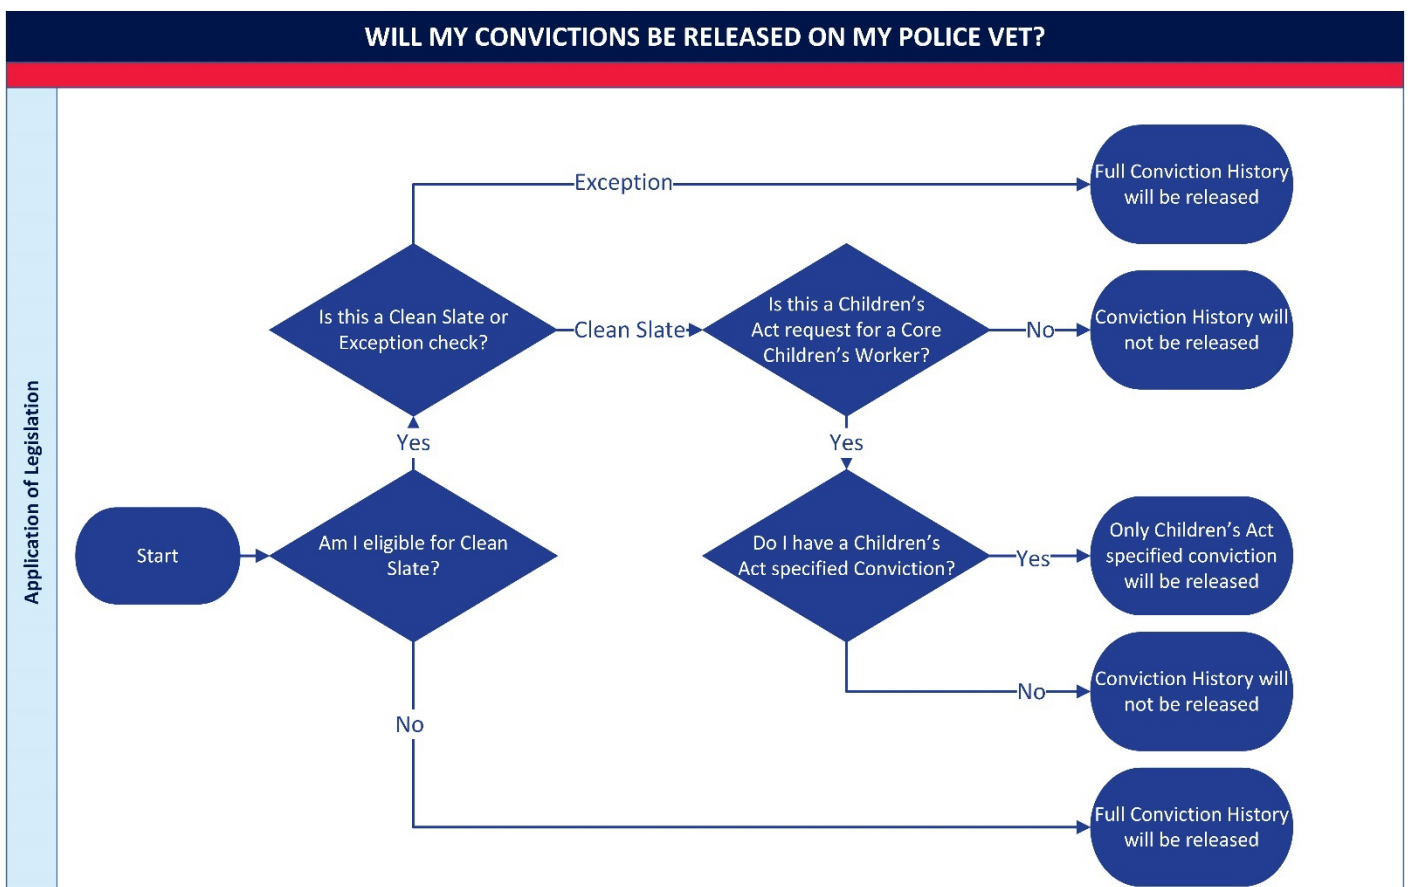 WILL MY CONVICTIONS BE RELEASED ON MY POLICE VET?
Application of Legislation
Exception
Full Conviction History
will be released
Is this a Clean Slate or
Exception check?
Clean Slate
Is this a Children’s
Act request for a Core
Children’s Worker?
No
Conviction History will
not be released
Yes
Yes
Start
Am I eligible for Clean
Slate?
Do I have a Children’s
Act specified Conviction?
Yes
Only Children’s Act
specified conviction
will be released
No
Conviction History will
not be released
No
Full Conviction History
will be released